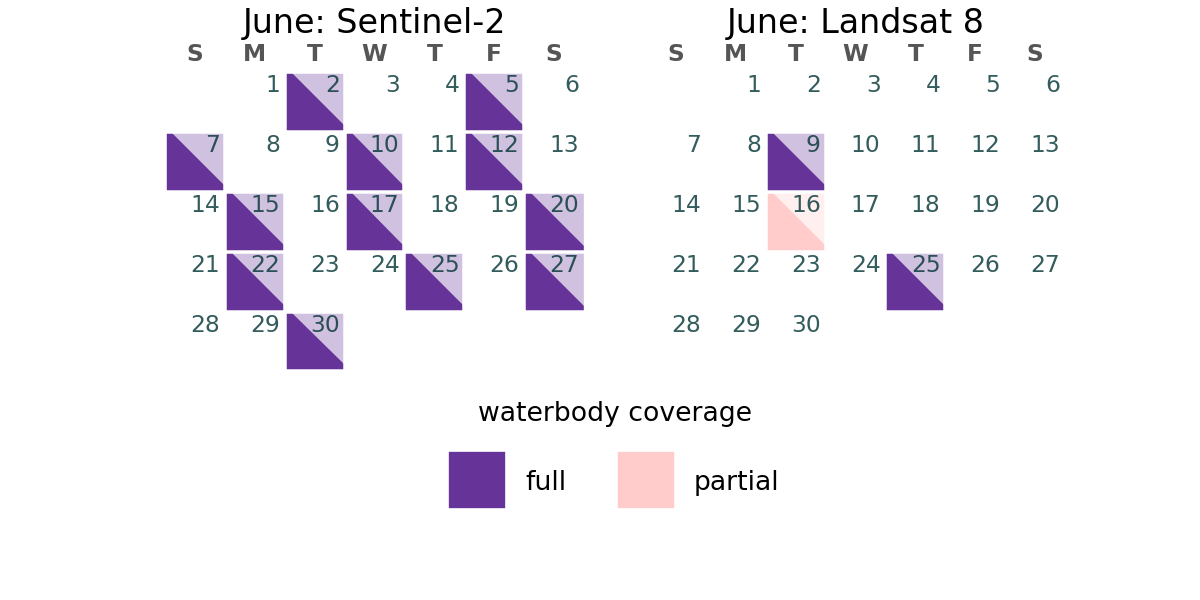 June: Sentinel-2
S M T W T F S
1 2 3 4 5 6
7 8 9 10 11 12 13
14 15 16 17 18 19 20
21 22 23 24 25 26 27
28 29 30
June: Landsat 8
S M T W T F S
1 2 3 4 5 6
7 8 9 10 11 12 13
14 15 16 17 18 19 20
21 22 23 24 25 26 27
28 29 30
waterbody coverage
full partial